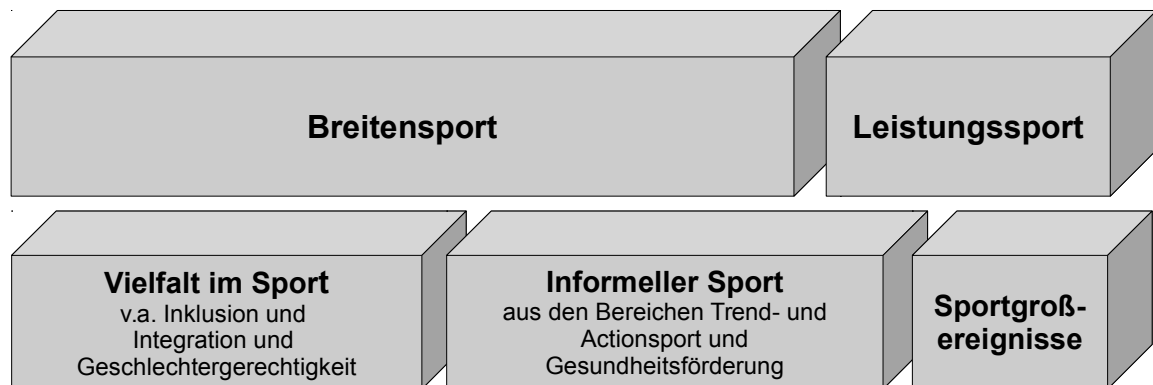 Breitensport
Leistungssport
Vielfalt im Sport
v.a. Inklusion und
Integration und
Geschlechtergerechtigkeit
Informeller Sport
aus den Bereichen Trend- und
Actionsport und
Gesundheitsförderung
Sportgroß-
ereignisse